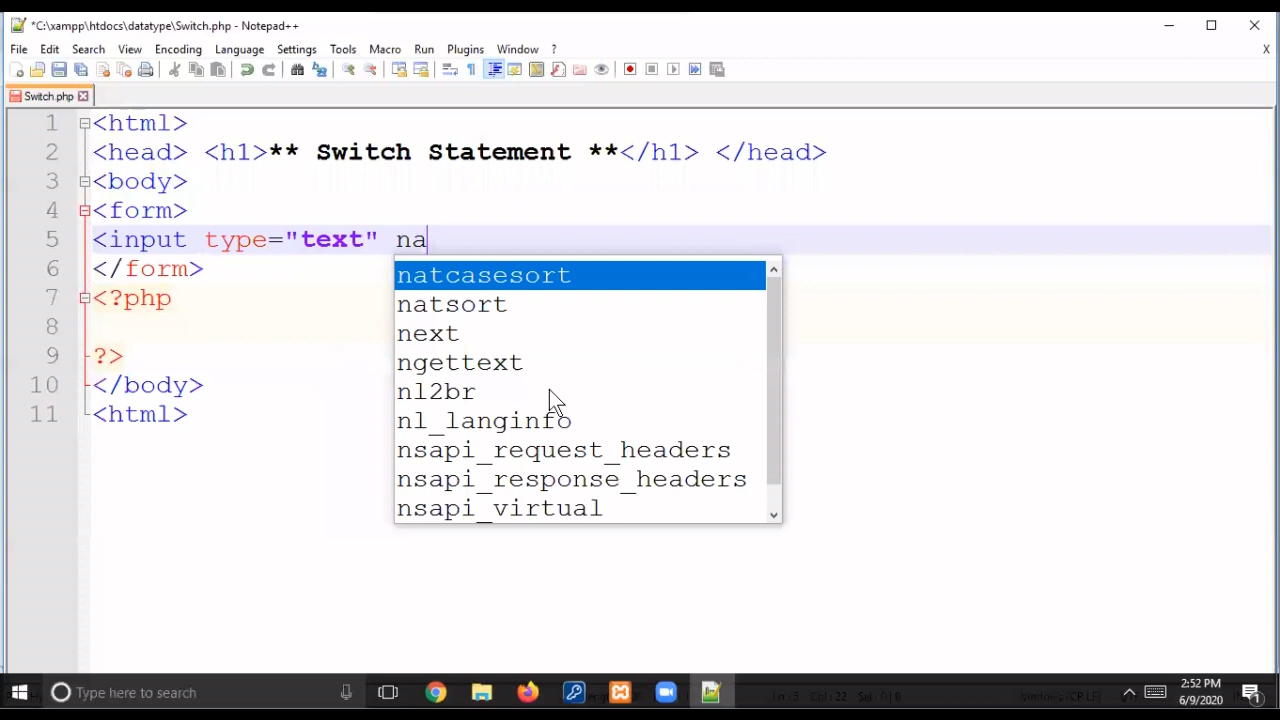 *C:\xampp\htdocs\datatype\Switch.php - Notepad++
File Edit Search View Encoding Language Settings Tools Macro Run Plugins Window ? X
Switch.php
1 <html>
2 <head> <h1>** Switch Statement **</h1> </head>
3 <body>
4 <form>
5 <input type="text" na
6 </form>
7 <?php
8
9 ?>
10 </body>
11 <html>
natcasesort
natsort
next
ngettext
nl2br
nl_langinfo
nsapi_request_headers
nsapi_response_headers
nsapi_virtual
Type here to search
2:52 PM
6/9/2020
1